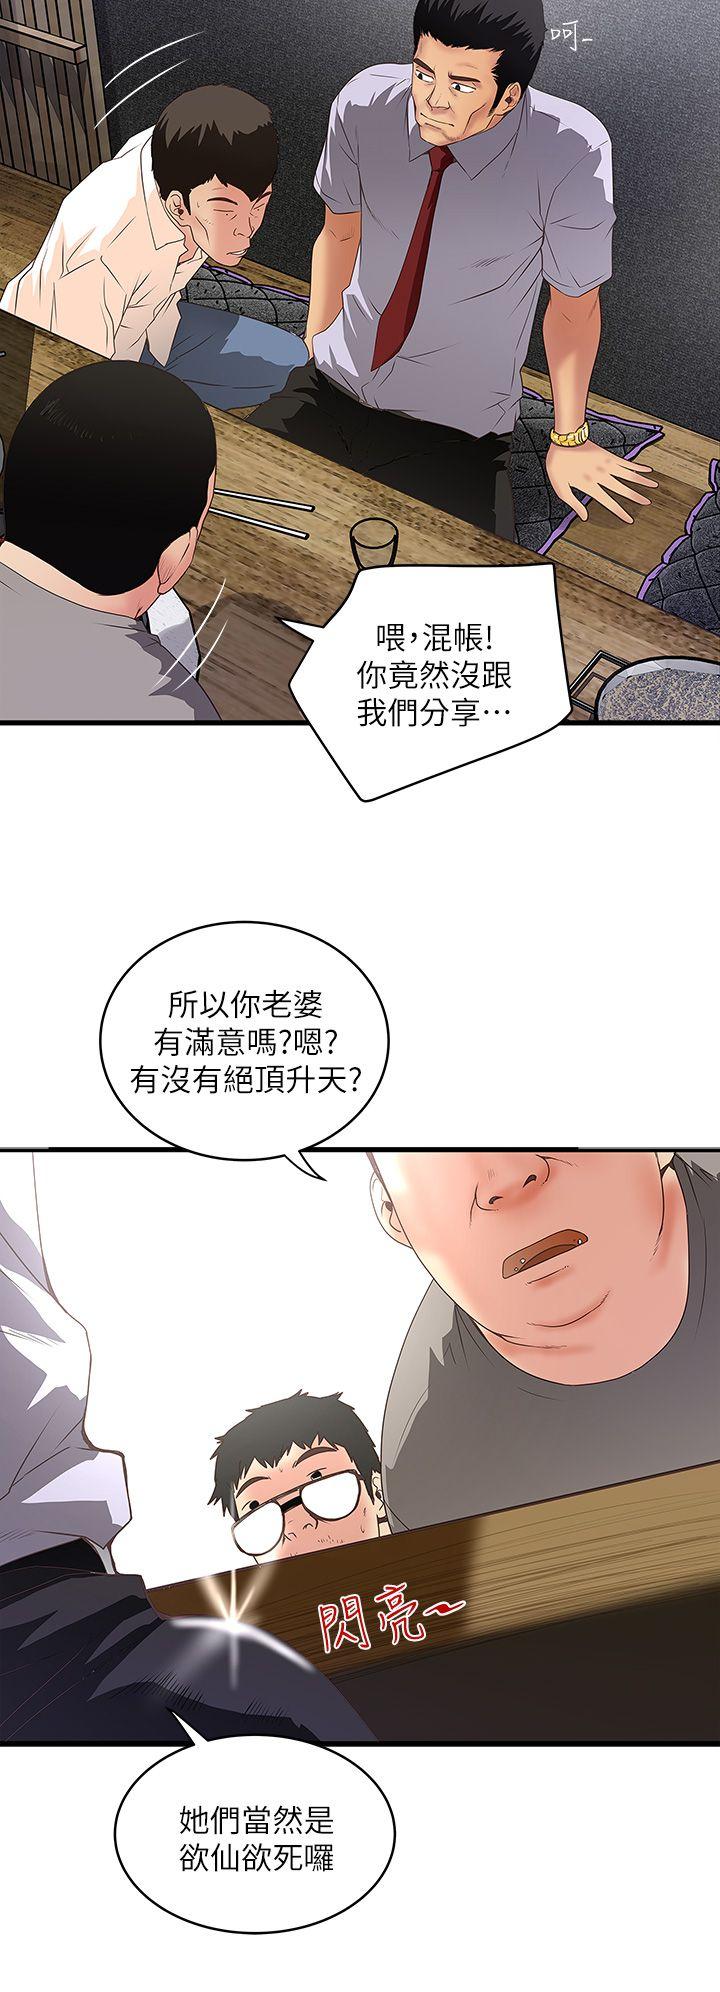 呵~
喂，混帳!
你竟然沒跟
我們分享…
所以你老婆
有滿意嗎?嗯?
有沒有絕頂升天?
閃亮~
她們當然是
欲仙欲死囉